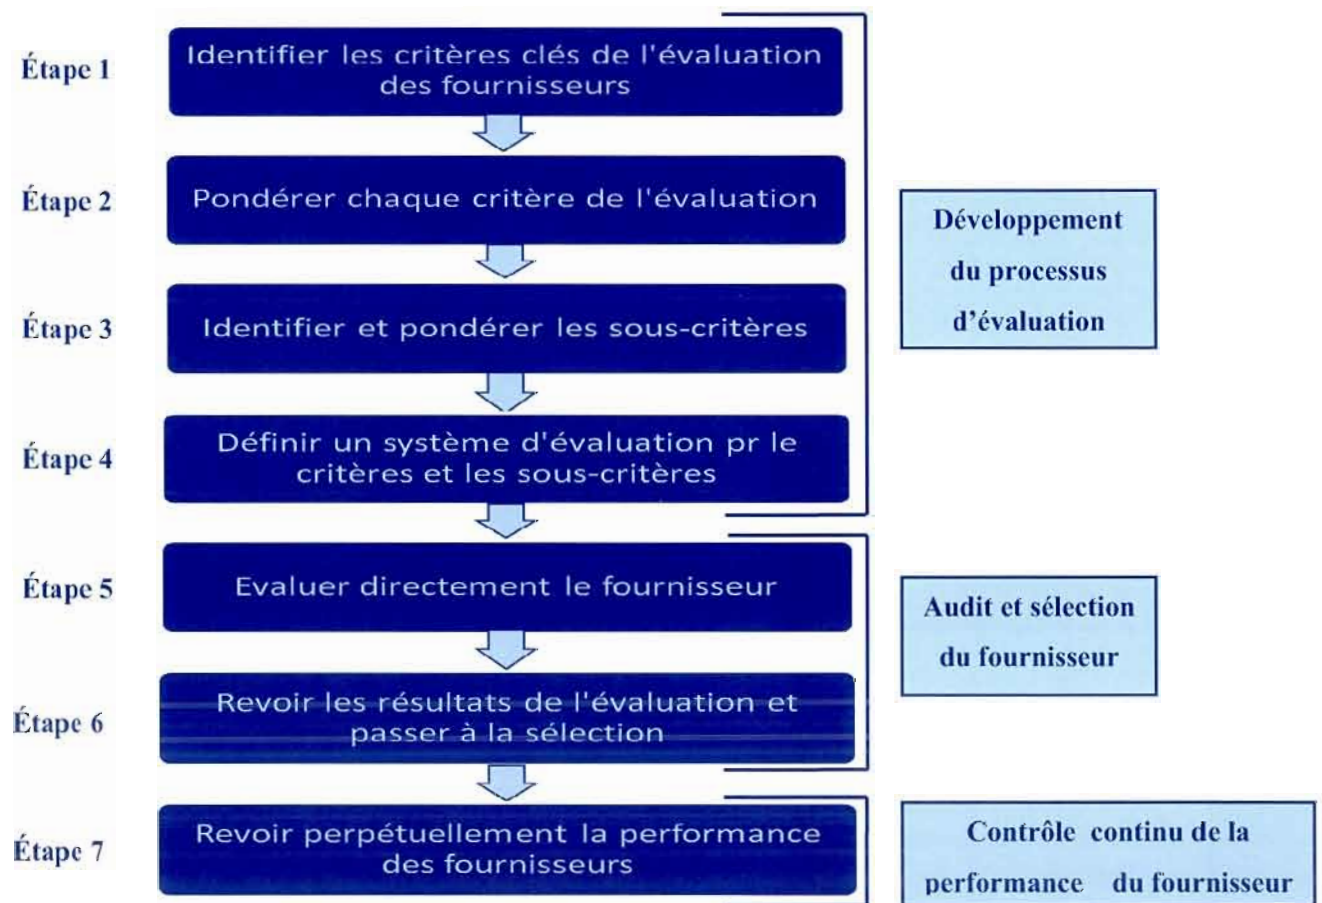 Étape 1
Identifier les critères clés de l'évaluation
des fournisseurs
Étape 2
Pondérer chaque critère de l'évaluation
Étape 3
Identifier et pondérer les sous-critères
Étape 4
Définir un système d'évaluation pr le
critères et les sous-critères
Développement
du processus
d'évaluation
Étape 5
Evaluer directement le fournisseur
Étape 6
Revoir les résultats de l'évaluation et
passer à la sélection
Audit et sélection
du fournisseur
Étape 7
Revoir perpétuellement la performance
des fournisseurs
Contrôle continu de la
performance du fournisseur